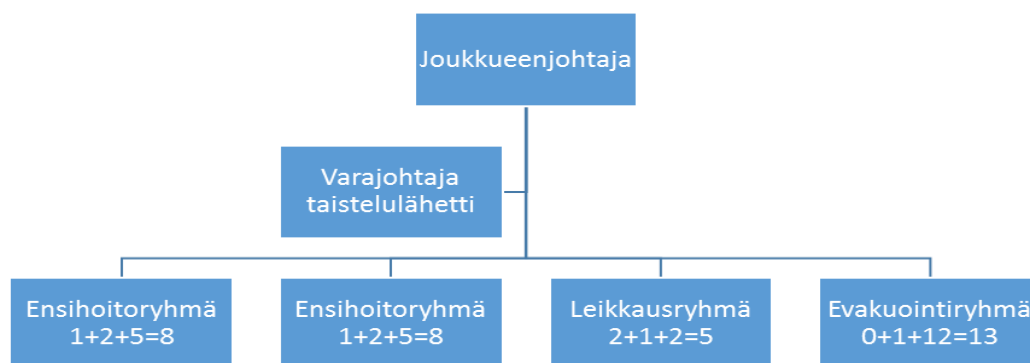 Joukkueenjohtaja
Varajohtaja
taistelulähetti
Ensihoitoryhmä
1+2+5=8
Ensihoitoryhmä
1+2+5=8
Leikkausryhmä
2+1+2=5
Evakuointiryhmä
0+1+12=13